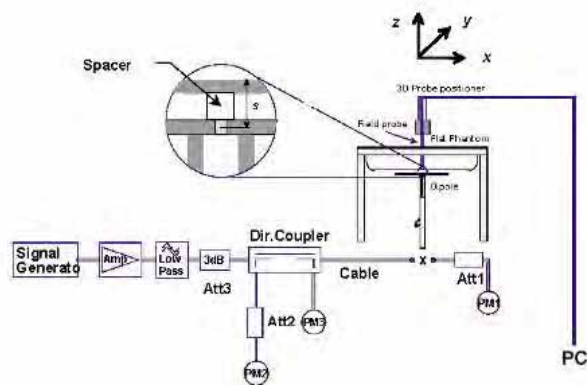 z
y
x
Spacer
s
3D Probe positioner
Field probe
Flat Phantom
Dipole
Dir.Coupler
Signal
Generato
Amp
Low
Pass
3dB
Cable
x
Att1
Att3
Att2
PM3
PM1
PM2
PC